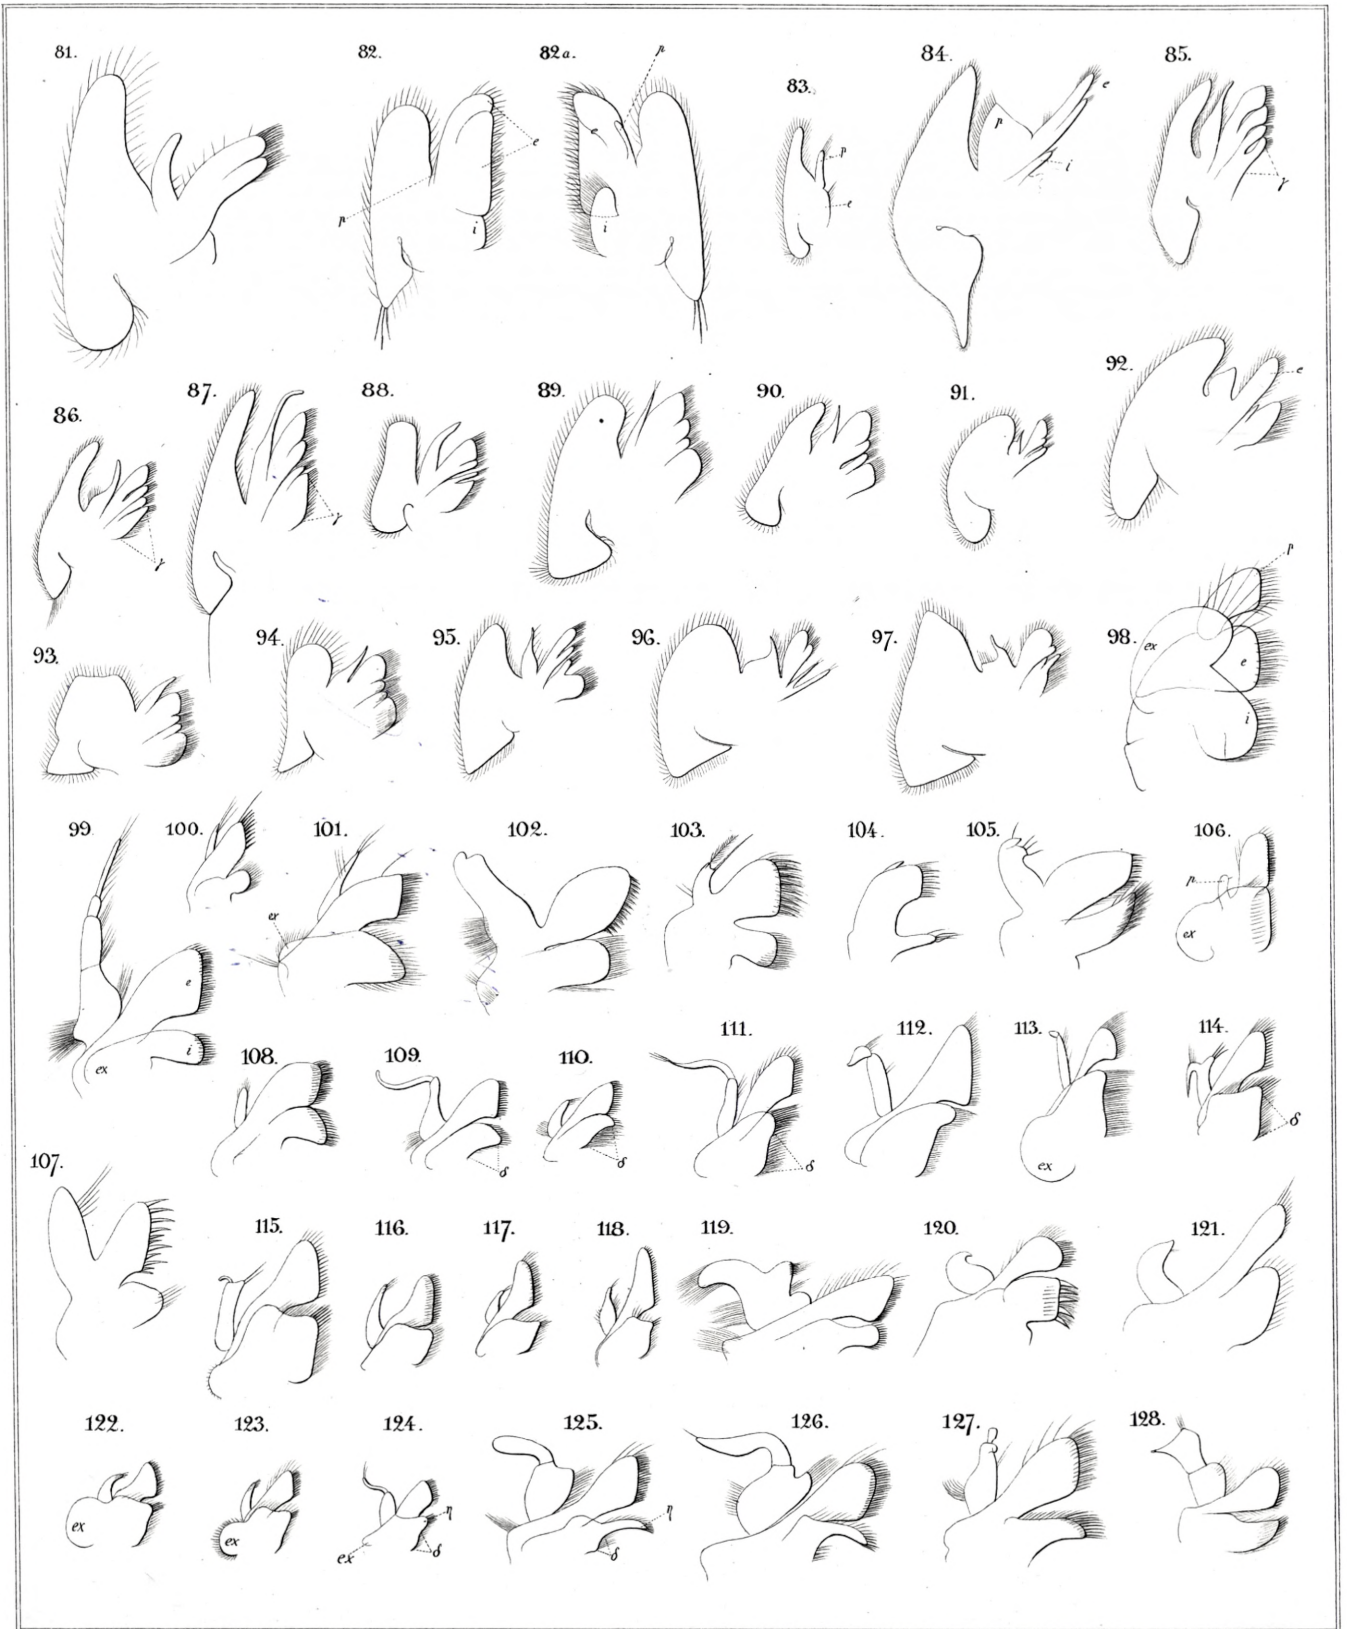 81. 82. 82a. 83. 84. 85.
p e p e i i e p e p e i γ
86. 87. 88. 89. 90. 91. 92.
γ γ e
93. 94. 95. 96. 97. 98.
p ex e i
99. 100. 101. 102. 103. 104. 105. 106.
ex p ex e i ex
107. 108. 109. 110. 111. 112. 113. 114.
δ δ δ ex δ
115. 116. 117. 118. 119. 120. 121.
122. 123. 124. 125. 126. 127. 128.
ex ex ex η δ η δ